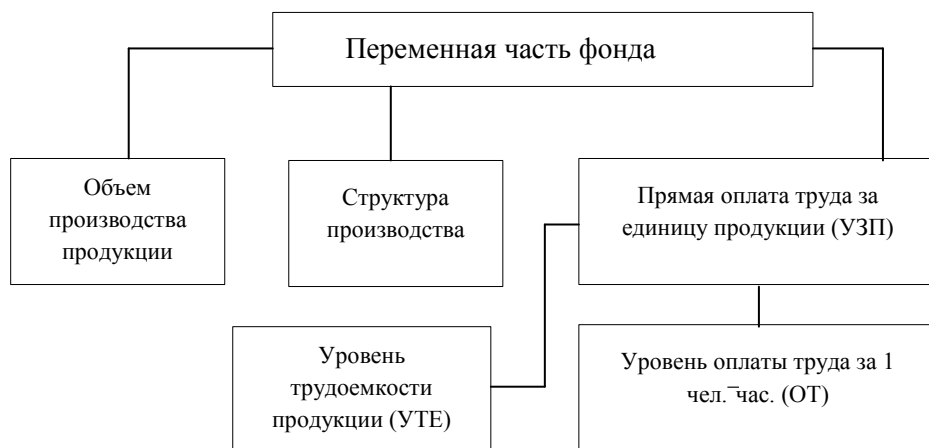 Переменная часть фонда
Объем
производства
продукции
Структура
производства
Прямая оплата труда за
единицу продукции (УЗП)
Уровень
трудоемкости
продукции (УТЕ)
Уровень оплаты труда за 1
чел.‾час. (ОТ)